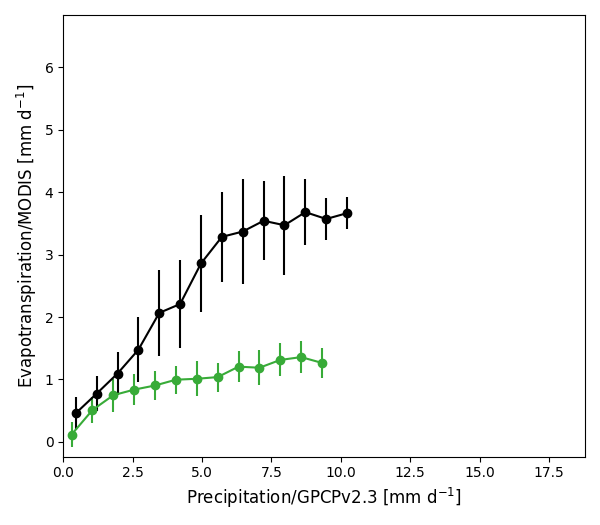 6
5
4
3
2
1
0
Evapotranspiration/MODIS [mm d⁻¹]
0.0 2.5 5.0 7.5 10.0 12.5 15.0 17.5
Precipitation/GPCPv2.3 [mm d⁻¹]